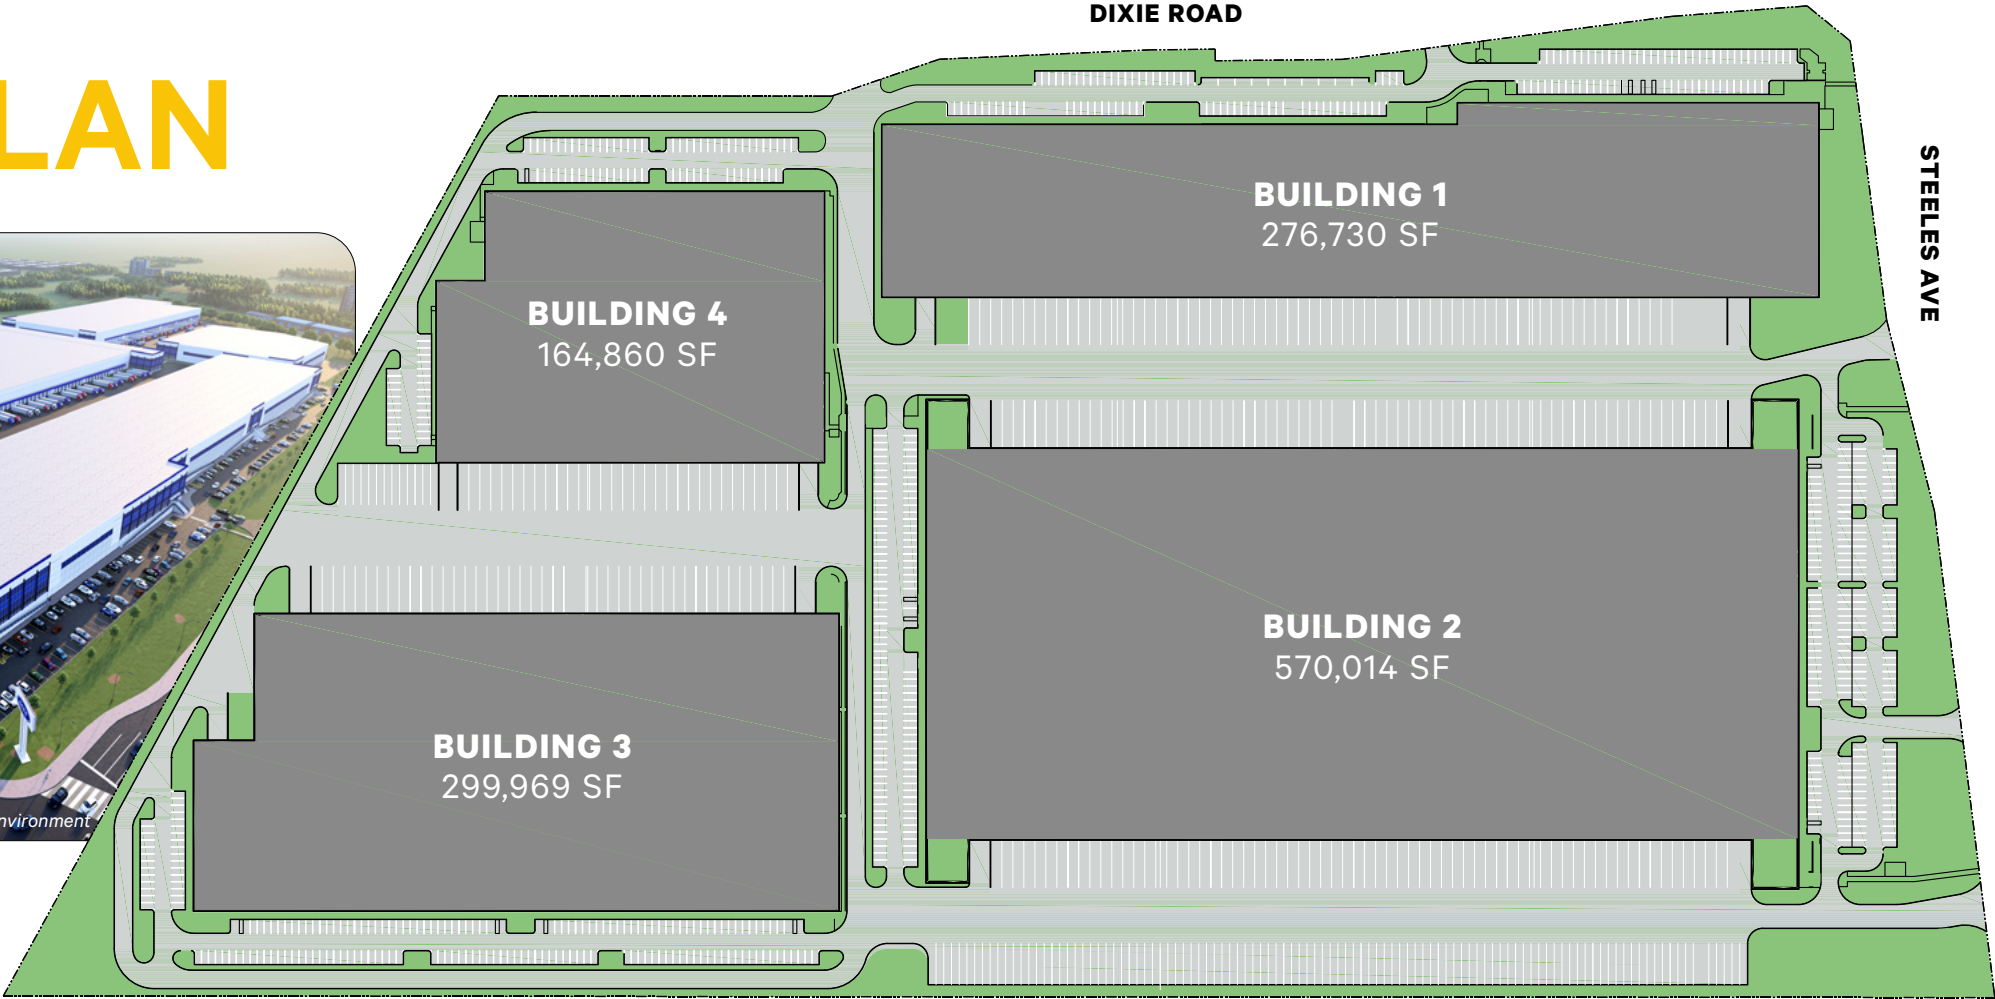 DIXIE ROAD
LAN
STEELES AVE
BUILDING 1
276,730 SF
BUILDING 4
164,860 SF
BUILDING 2
570,014 SF
BUILDING 3
299,969 SF
nvironment